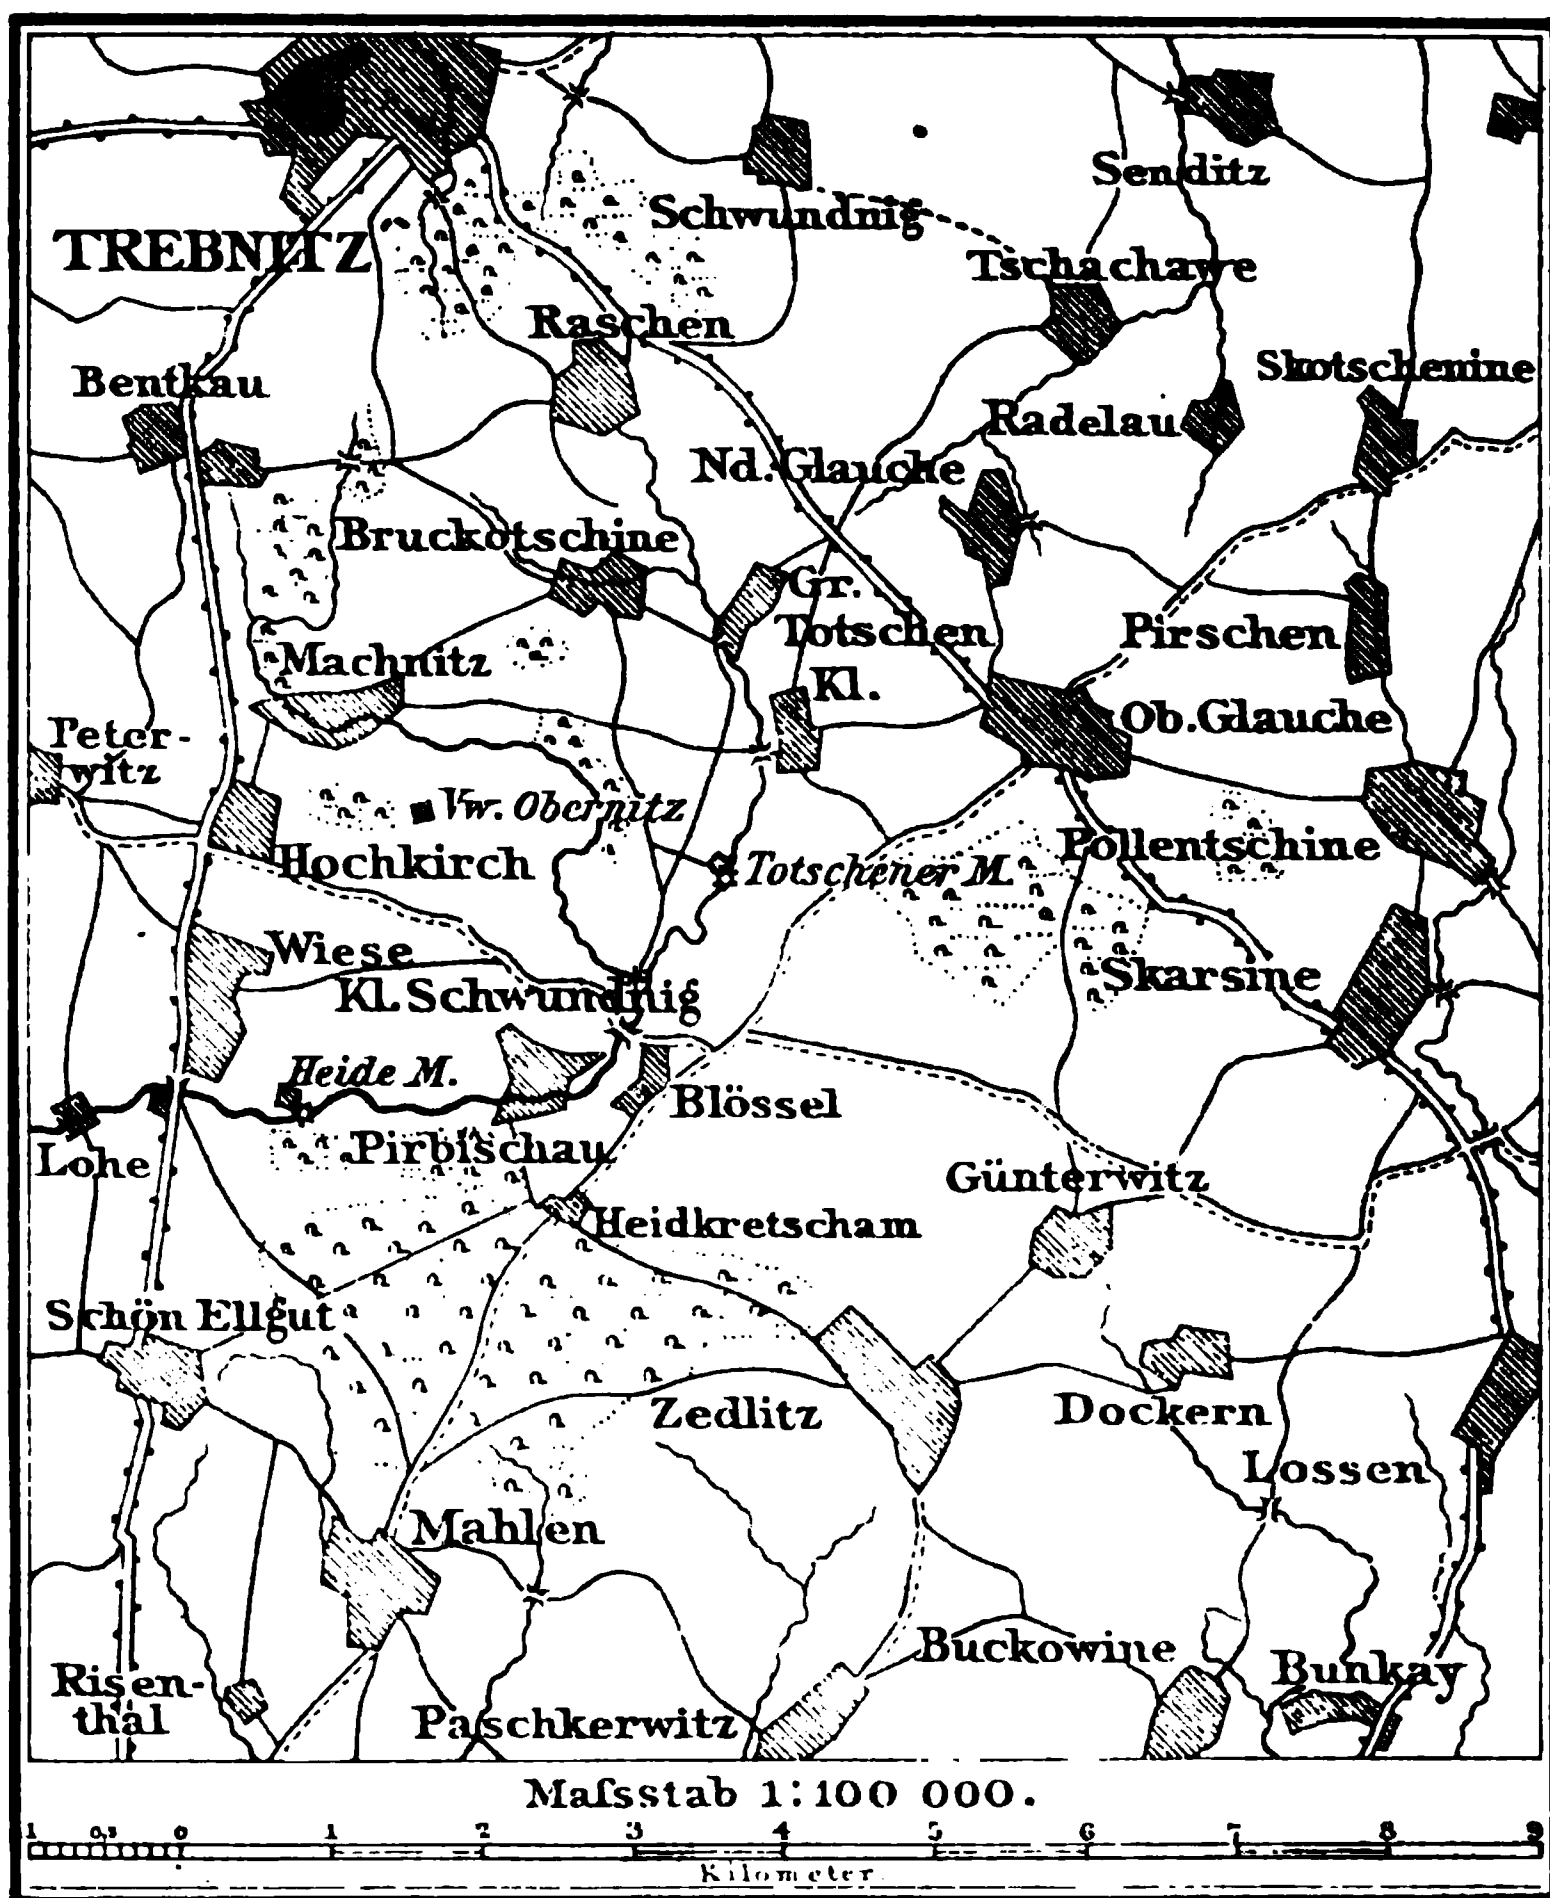 Senditz
Schwundnig
TREBNITZ
Tschachawe
Raschen
Bentkau
Skotschenine
Radelau
Nd. Glauche
Bruckotschine
Gr.
Totschen
Pirschen
Machnitz
Kl.
Ob. Glauche
Peter-
witz
Vw. Obernitz
Pollentschine
Hochkirch
Totschener M.
Wiese
Skarsine
Kl. Schwundnig
Heide M.
Blössel
Pirbischau
Lohe
Günterwitz
Heidkretscham
Schön Ellgut
Zedlitz
Dockern
Lossen
Mahlen
Buckowine
Bunkay
Risen-
thal
Paschkerwitz
Maſsstab 1:100 000.
1 0,5 0 1 2 3 4 5 6 7 8 9
Kilometer